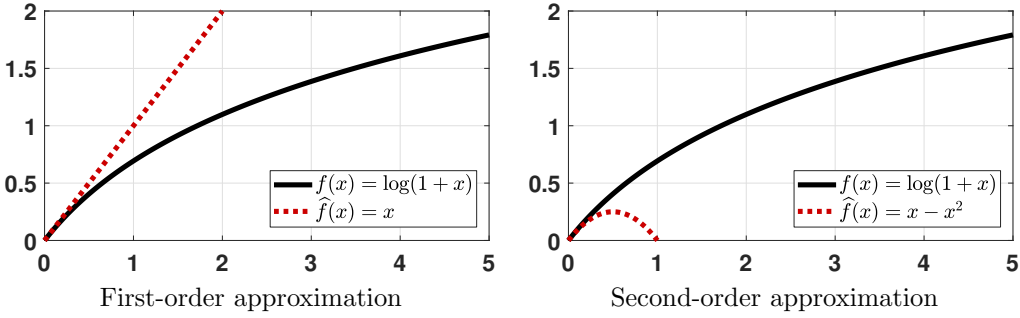 2
1.5
1
0.5
0
0 1 2 3 4 5
f(x) = log(1 + x)
f̂(x) = x
First-order approximation
2
1.5
1
0.5
0
0 1 2 3 4 5
f(x) = log(1 + x)
f̂(x) = x − x²
Second-order approximation